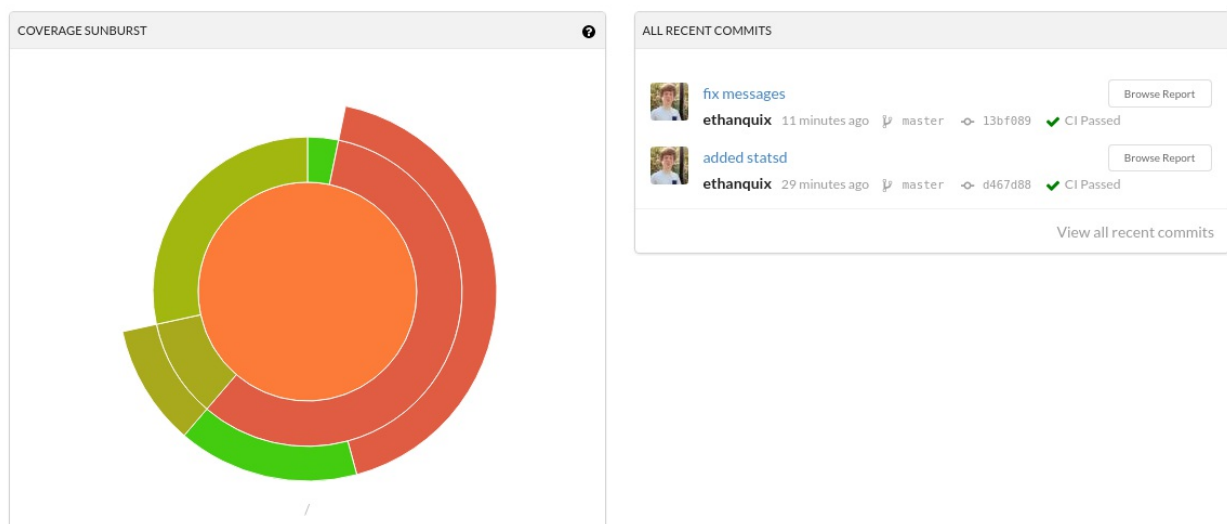 COVERAGE SUNBURST
/
ALL RECENT COMMITS
fix messages
Browse Report
ethanquix 11 minutes ago master 13bf089 CI Passed
added statsd
Browse Report
ethanquix 29 minutes ago master d467d88 CI Passed
View all recent commits